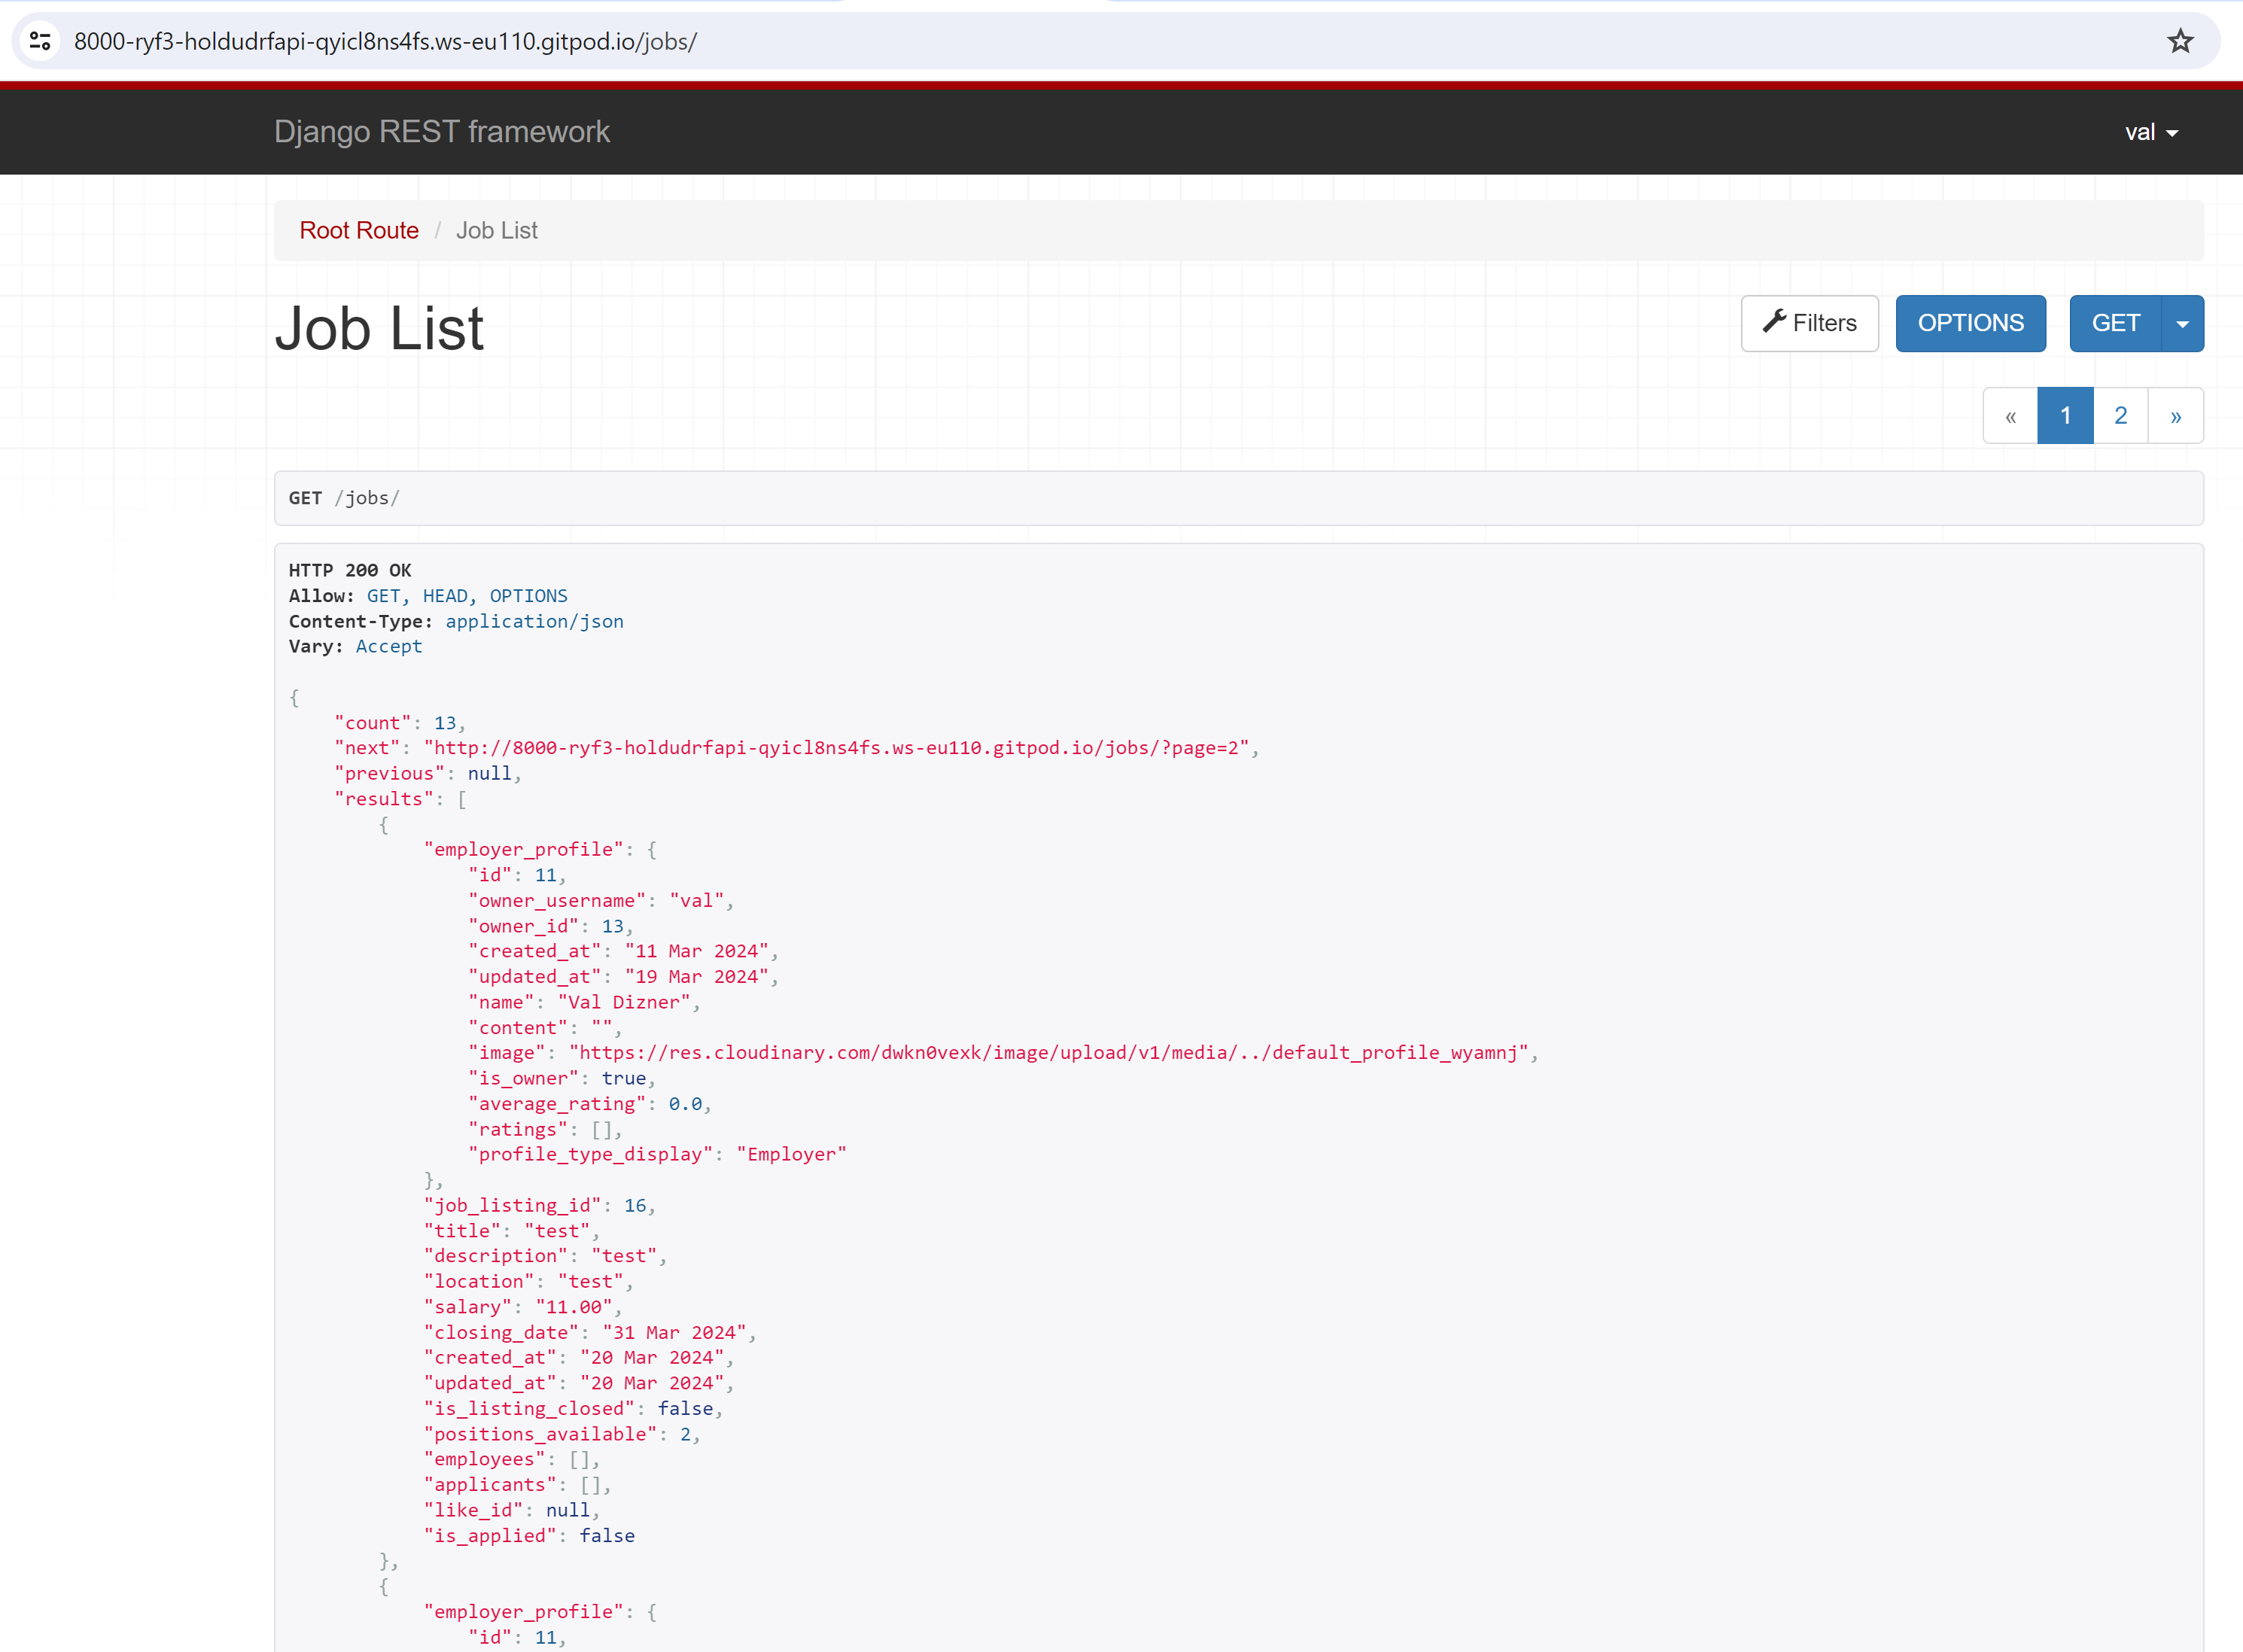 8000-ryf3-holdudrfapi-qyicl8ns4fs.ws-eu110.gitpod.io/jobs/
Django REST framework
val
Root Route / Job List
Job List
Filters
OPTIONS
GET
« 1 2 »
GET /jobs/
HTTP 200 OK
Allow: GET, HEAD, OPTIONS
Content-Type: application/json
Vary: Accept
{
    "count": 13,
    "next": "http://8000-ryf3-holdudrfapi-qyicl8ns4fs.ws-eu110.gitpod.io/jobs/?page=2",
    "previous": null,
    "results": [
        {
            "employer_profile": {
                "id": 11,
                "owner_username": "val",
                "owner_id": 13,
                "created_at": "11 Mar 2024",
                "updated_at": "19 Mar 2024",
                "name": "Val Dizner",
                "content": "",
                "image": "https://res.cloudinary.com/dwkn0vexk/image/upload/v1/media/../default_profile_wyamnj",
                "is_owner": true,
                "average_rating": 0.0,
                "ratings": [],
                "profile_type_display": "Employer"
            },
            "job_listing_id": 16,
            "title": "test",
            "description": "test",
            "location": "test",
            "salary": "11.00",
            "closing_date": "31 Mar 2024",
            "created_at": "20 Mar 2024",
            "updated_at": "20 Mar 2024",
            "is_listing_closed": false,
            "positions_available": 2,
            "employees": [],
            "applicants": [],
            "like_id": null,
            "is_applied": false
        },
        {
            "employer_profile": {
                "id": 11,